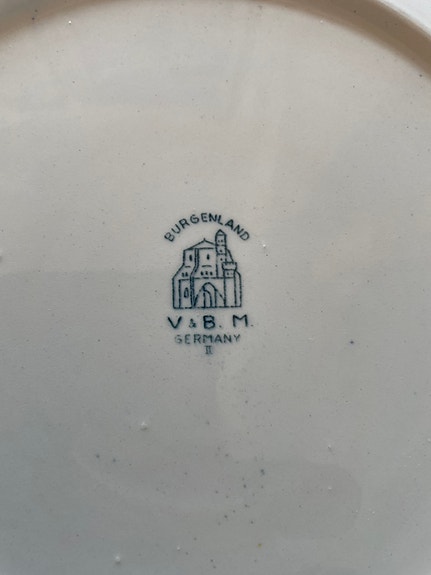 BURGENLAND
V & B. M.
GERMANY
II